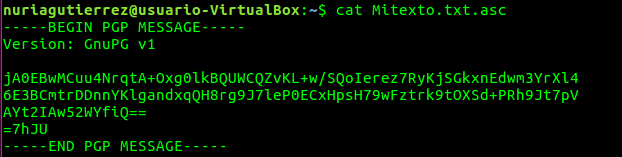 nuriagutierrez@usuario-VirtualBox:~$ cat Mitexto.txt.asc
-----BEGIN PGP MESSAGE-----
Version: GnuPG v1

jA0EBwMCuu4NrqtA+Oxg0lkBQUWCQZvKL+w/SQoIerez7RyKjSGkxnEdwm3YrXl4
6E3BCmtrDDnnYKlgandxqQH8rg9J7leP0ECxHpsH79wFztrk9tOXSd+PRh9Jt7pV
AYt2IAw52WYfiQ==
=7hJU
-----END PGP MESSAGE-----